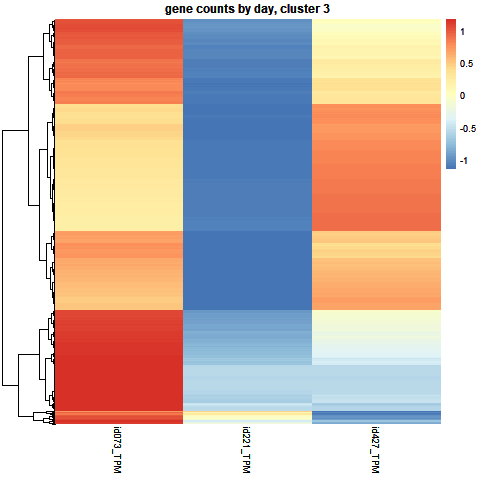 gene counts by day, cluster 3
1
0.5
0
-0.5
-1
id073_TPM
id221_TPM
id427_TPM